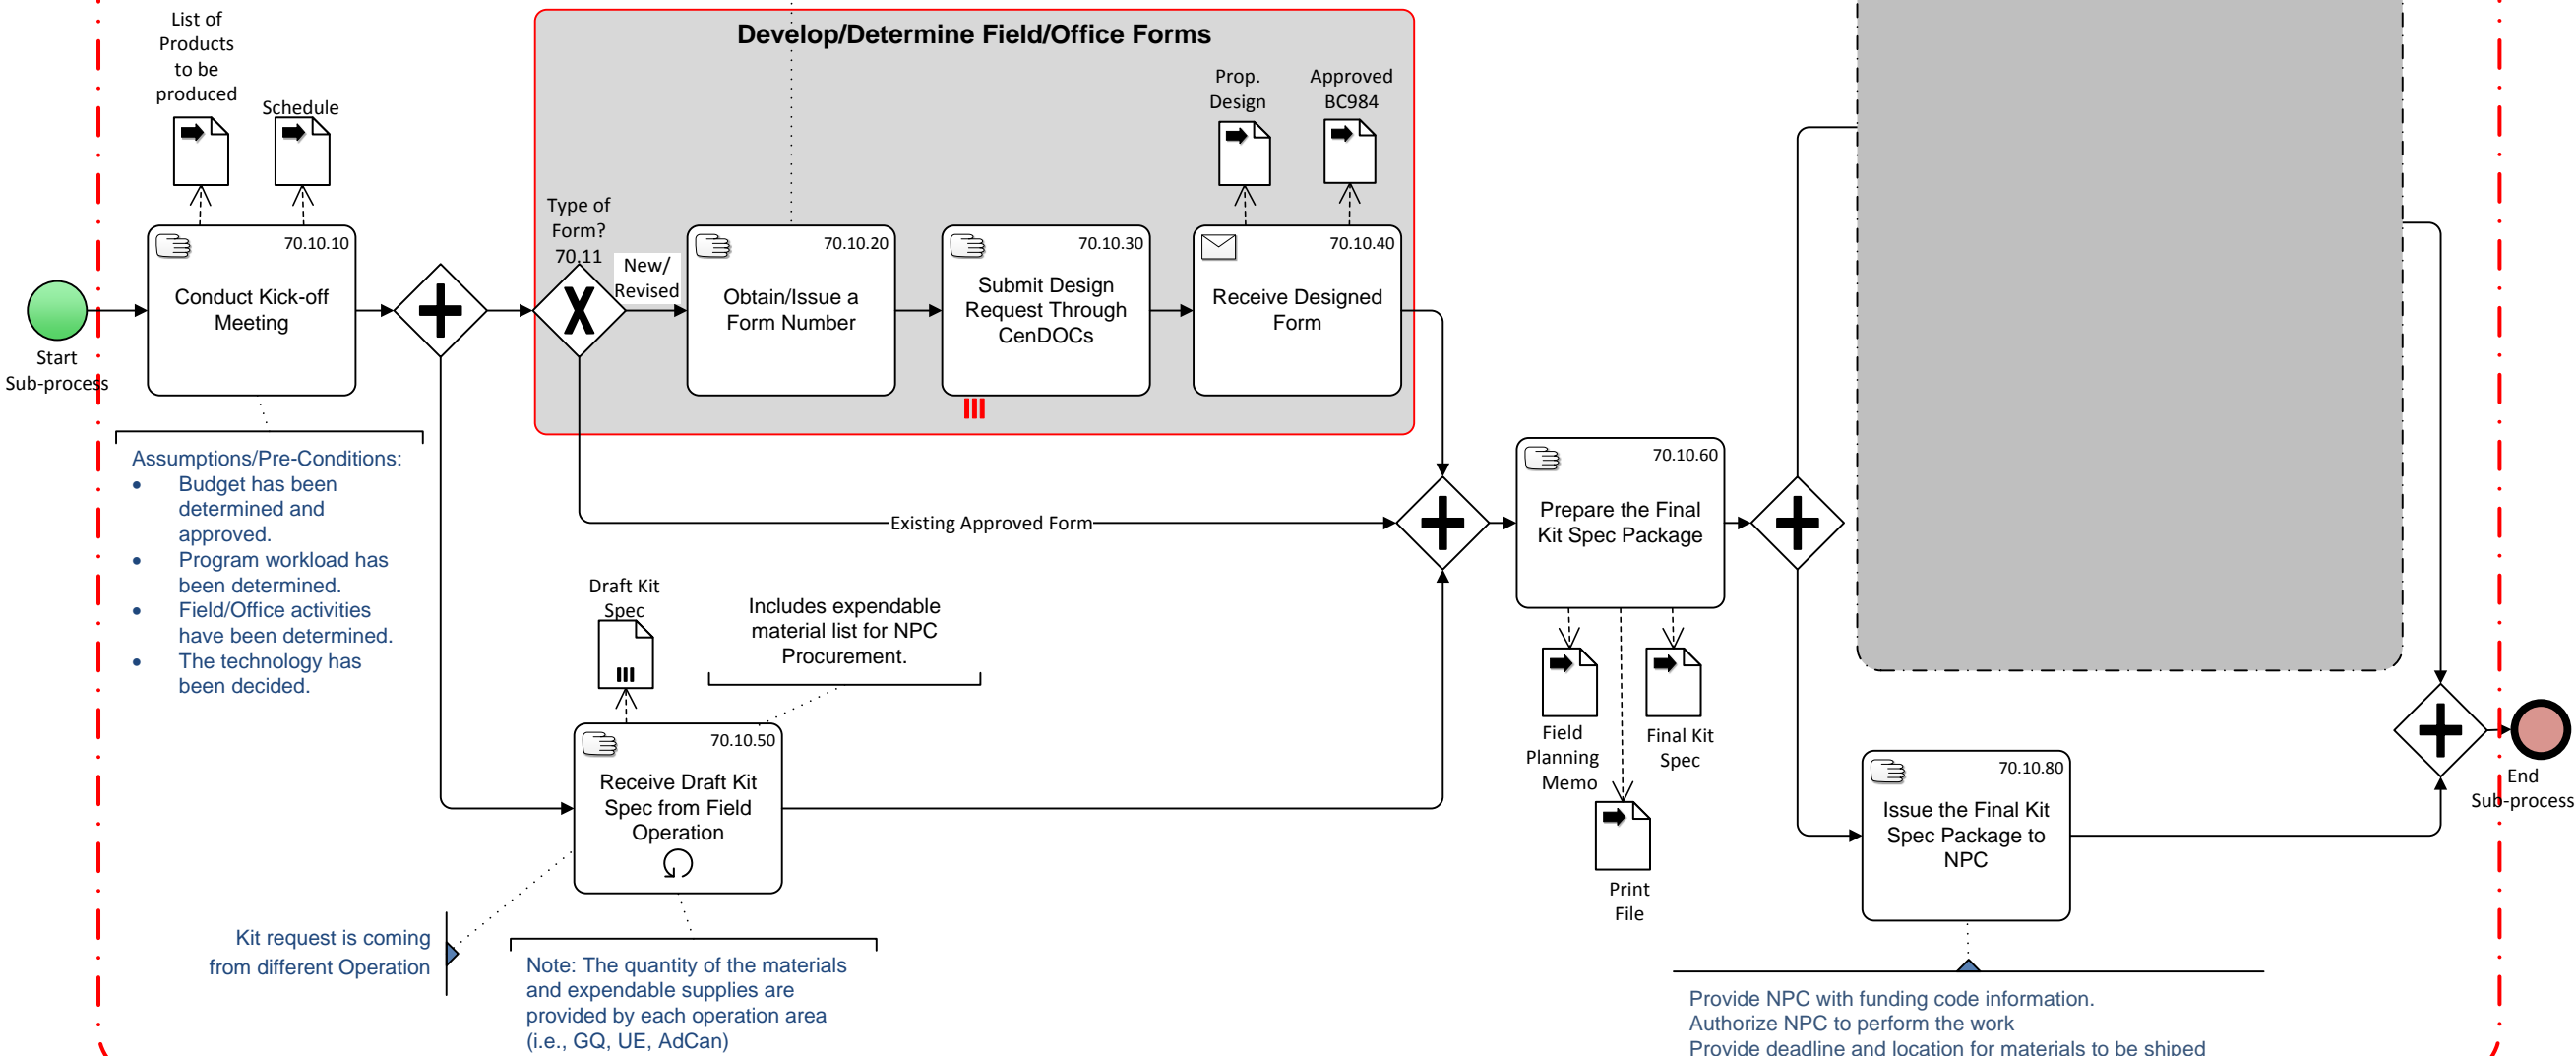 List of
Products
to be
produced
Schedule
Develop/Determine Field/Office Forms
Prop.
Design
Approved
BC984
Type of
Form?
70.11
New/
Revised
70.10.10
Conduct Kick-off
Meeting
70.10.20
Obtain/Issue a
Form Number
70.10.30
Submit Design
Request Through
CenDOCs
70.10.40
Receive Designed
Form
Start
Sub-process
Assumptions/Pre-Conditions:
• Budget has been
determined and
approved.
• Program workload has
been determined.
• Field/Office activities
have been determined.
• The technology has
been decided.
Existing Approved Form
70.10.60
Prepare the Final
Kit Spec Package
Draft Kit
Spec
Includes expendable
material list for NPC
Procurement.
70.10.50
Receive Draft Kit
Spec from Field
Operation
Field
Planning
Memo
Final Kit
Spec
Print
File
70.10.80
Issue the Final Kit
Spec Package to
NPC
End
Sub-process
Kit request is coming
from different Operation
Note: The quantity of the materials
and expendable supplies are
provided by each operation area
(i.e., GQ, UE, AdCan)
Provide NPC with funding code information.
Authorize NPC to perform the work
Provide deadline and location for materials to be shiped